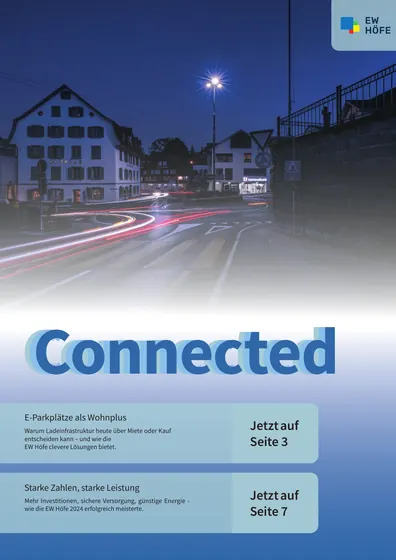 EW
HÖFE
Connected
E-Parkplätze als Wohnplus
Warum Ladeinfrastruktur heute über Miete oder Kauf
entscheiden kann – und wie die
EW Höfe clevere Lösungen bietet.
Jetzt auf
Seite 3
Starke Zahlen, starke Leistung
Mehr Investitionen, sichere Versorgung, günstige Energie -
wie die EW Höfe 2024 erfolgreich meisterte.
Jetzt auf
Seite 7